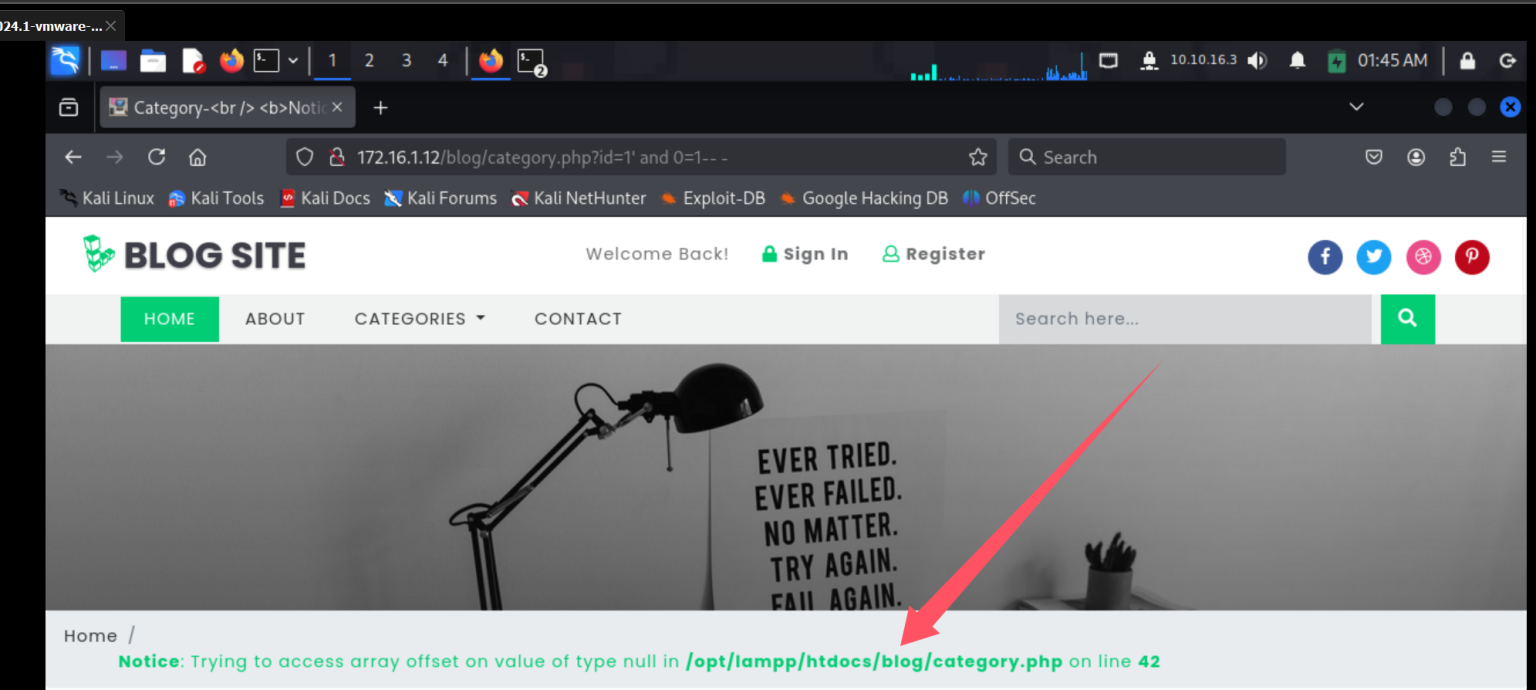 024.1-vmware-...
1 2 3 4 2 10.10.16.3 01:45 AM
Category-<br /> <b>Notic
172.16.1.12/blog/category.php?id=1' and 0=1-- -
Search
Kali Linux Kali Tools Kali Docs Kali Forums Kali NetHunter Exploit-DB Google Hacking DB OffSec
BLOG SITE Welcome Back! Sign In Register
HOME ABOUT CATEGORIES CONTACT Search here...
EVER TRIED.
EVER FAILED.
NO MATTER.
TRY AGAIN.
FAIL AGAIN.
Home /
Notice: Trying to access array offset on value of type null in /opt/lampp/htdocs/blog/category.php on line 42